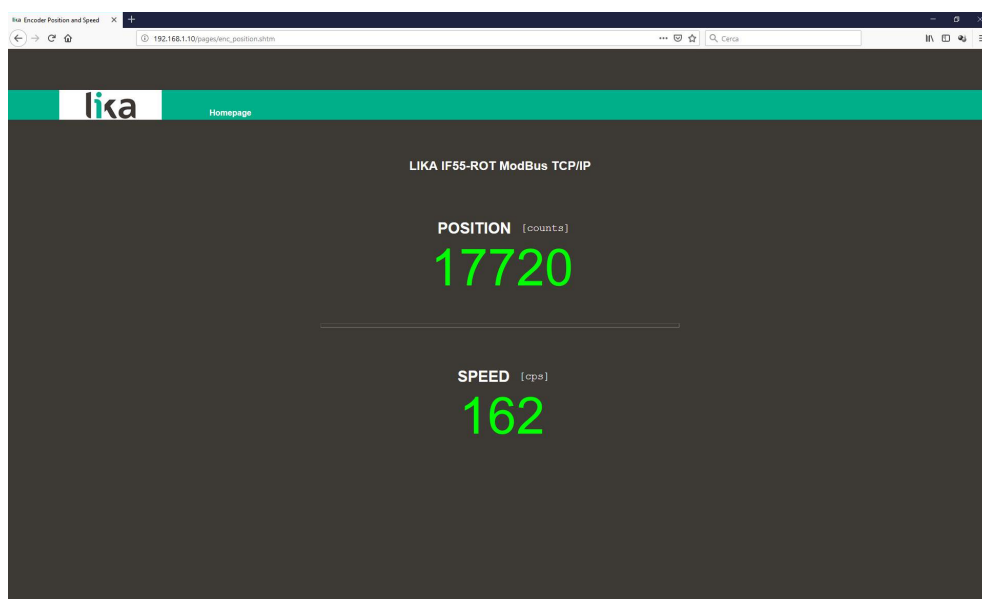 lika Encoder Position and Speed
192.168.1.10/pages/enc_position.shtm
Cerca
lika
Homepage
LIKA IF55-ROT ModBus TCP/IP
POSITION [counts]
17720
SPEED [cps]
162